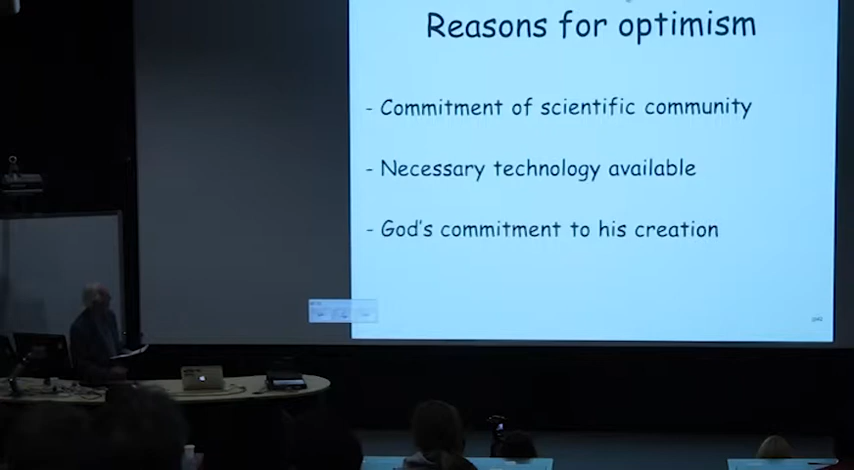 Reasons for optimism
- Commitment of scientific community
- Necessary technology available
- God's commitment to his creation